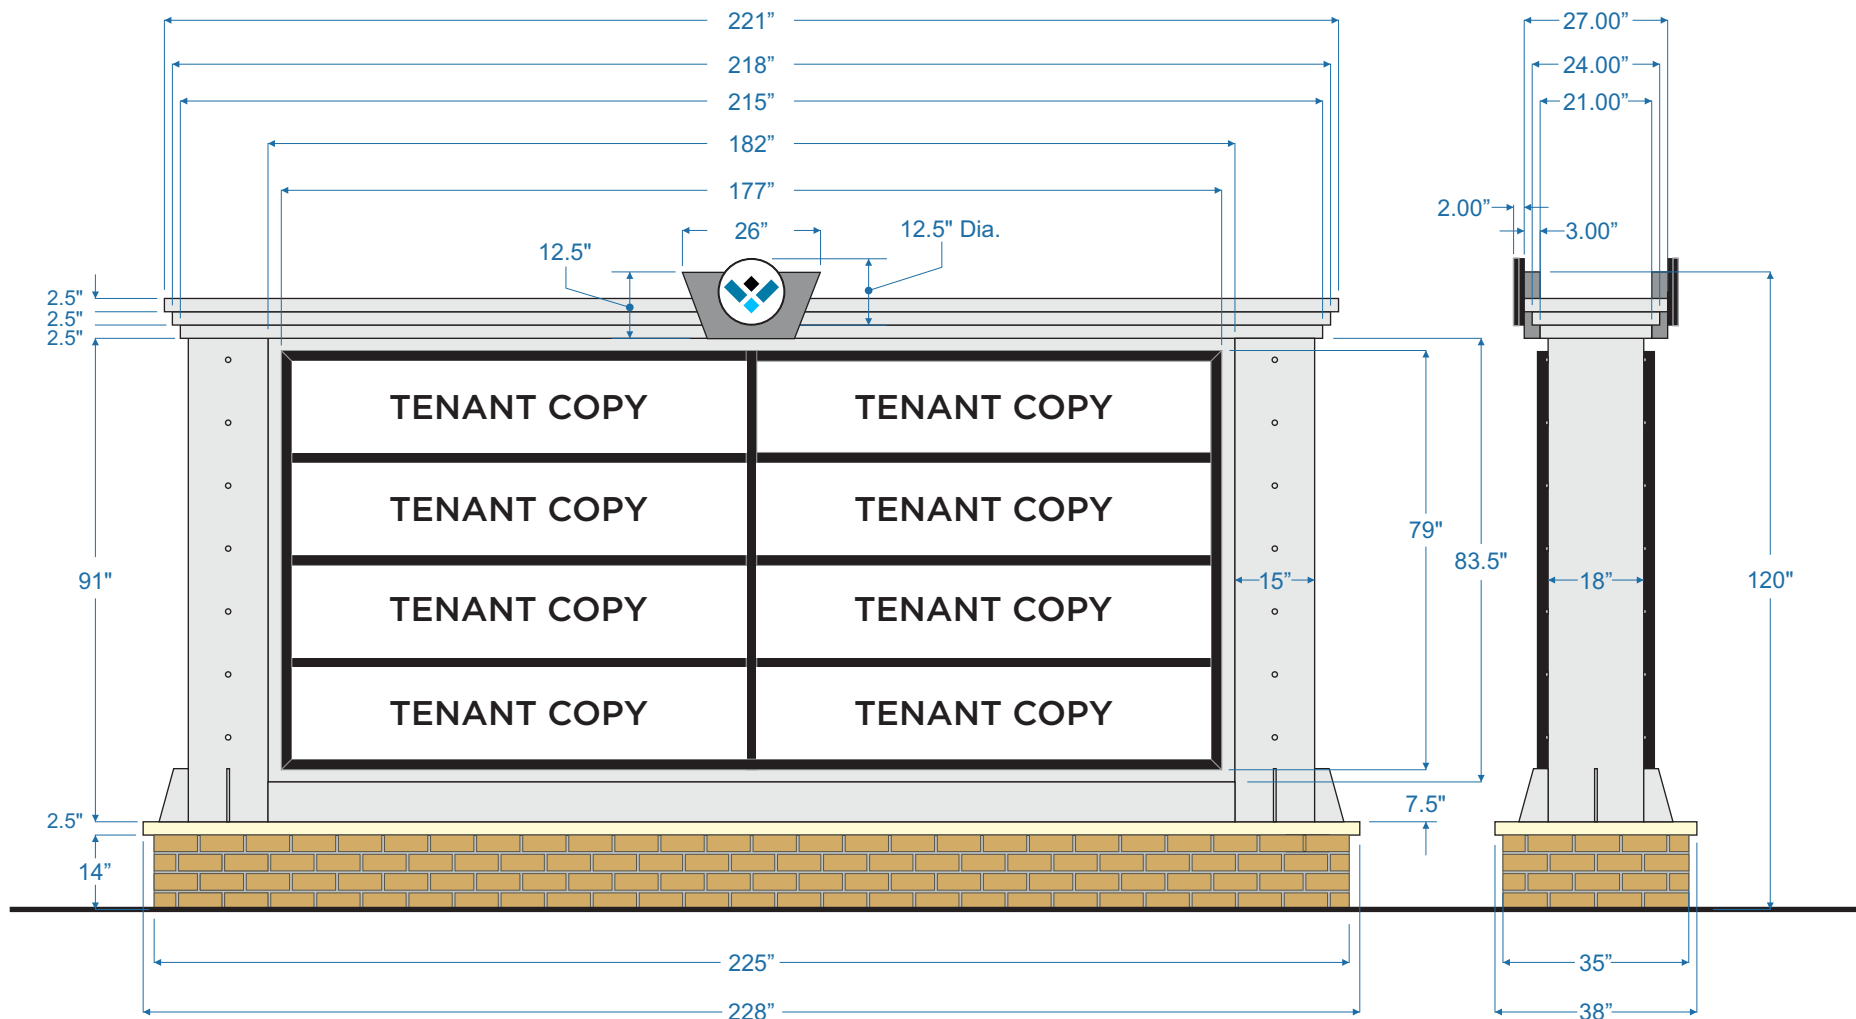 221” 27.00”
218” 24.00”
215” 21.00”
182”
177”
2.00”
26” 12.5" Dia. 3.00”
12.5"
2.5"
2.5"
2.5"
TENANT COPY TENANT COPY
TENANT COPY TENANT COPY
79"
83.5"
91" 15” 18” 120"
TENANT COPY TENANT COPY
TENANT COPY TENANT COPY
7.5"
2.5"
14”
225” 35”
228” 38”